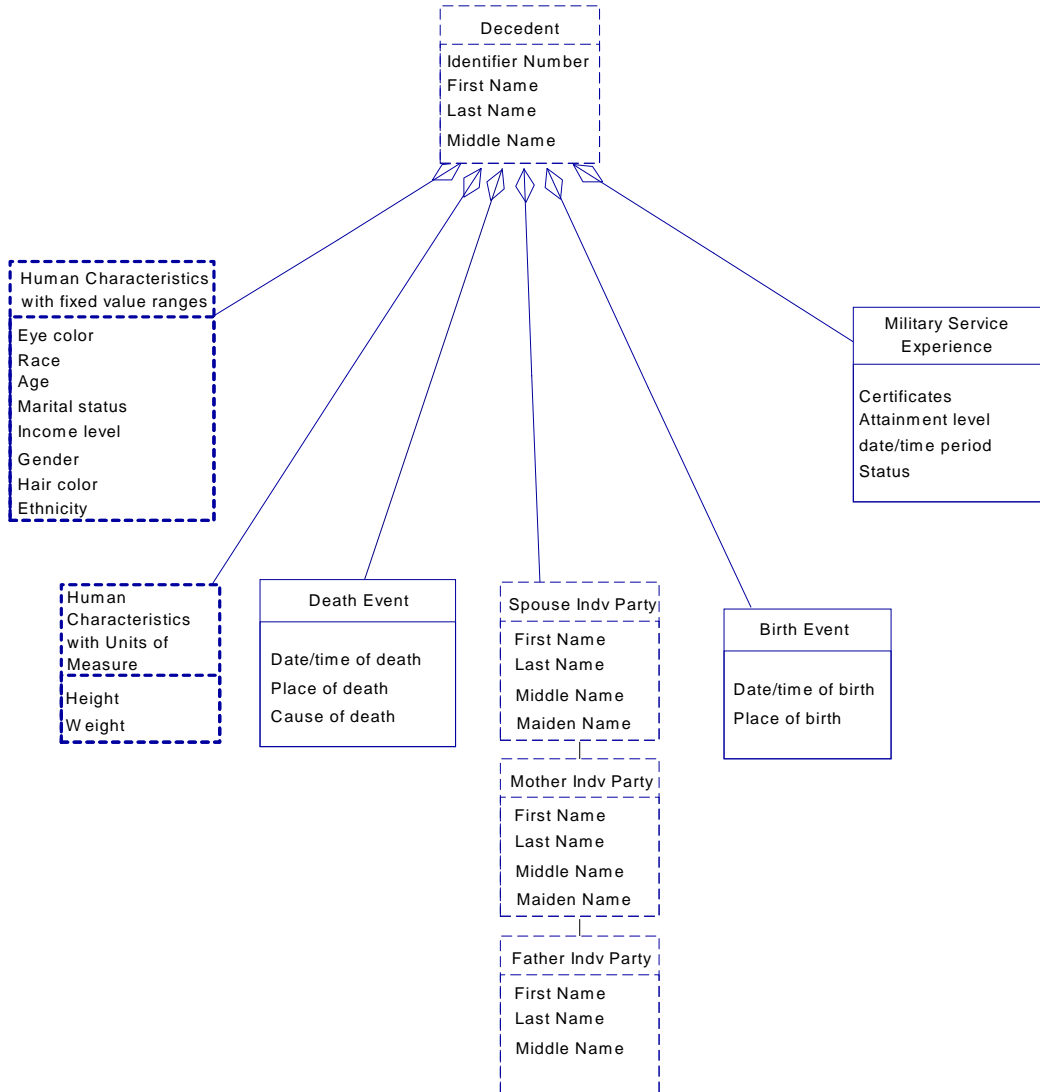 Decedent
Identifier Number
First Name
Last Name
Middle Name
Human Characteristics
with fixed value ranges
Eye color
Race
Age
Marital status
Income level
Gender
Hair color
Ethnicity
Military Service
Experience
Certificates
Attainment level
date/time period
Status
Human
Characteristics
with Units of
Measure
Height
Weight
Death Event
Date/time of death
Place of death
Cause of death
Spouse Indv Party
First Name
Last Name
Middle Name
Maiden Name
Birth Event
Date/time of birth
Place of birth
Mother Indv Party
First Name
Last Name
Middle Name
Maiden Name
Father Indv Party
First Name
Last Name
Middle Name